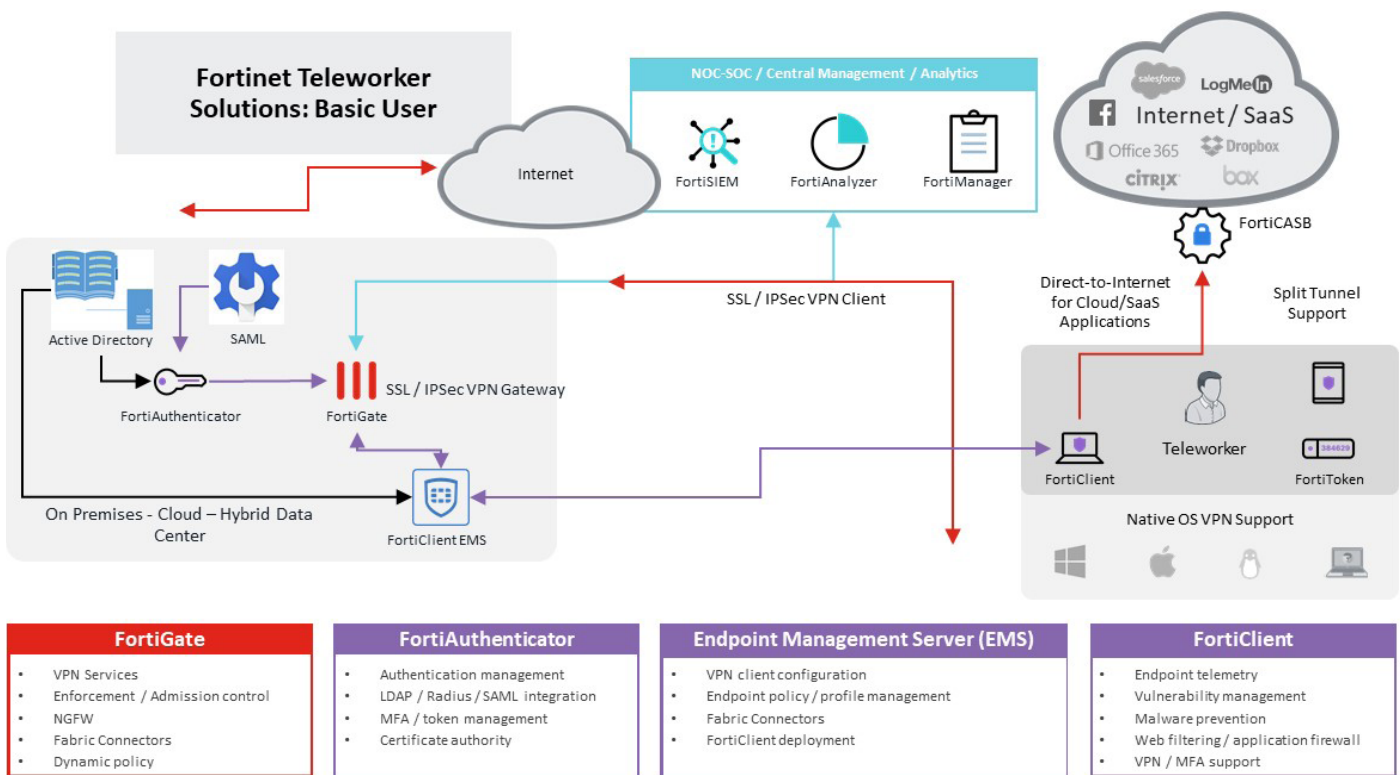 Fortinet Teleworker
Solutions: Basic User
NOC-SOC / Central Management / Analytics
FortiSIEM
FortiAnalyzer
FortiManager
Internet
salesforce
LogMeIn
Internet / SaaS
Office 365
Dropbox
CİTRIX
box
FortiCASB
Direct-to-Internet
for Cloud/SaaS
Applications
Split Tunnel
Support
SSL / IPSec VPN Client
Active Directory
SAML
FortiAuthenticator
FortiGate
SSL / IPSec VPN Gateway
On Premises - Cloud – Hybrid Data
Center
FortiClient EMS
FortiClient
Teleworker
384629
FortiToken
Native OS VPN Support
?
FortiGate
• VPN Services
• Enforcement / Admission control
• NGFW
• Fabric Connectors
• Dynamic policy
FortiAuthenticator
• Authentication management
• LDAP / Radius / SAML integration
• MFA / token management
• Certificate authority
Endpoint Management Server (EMS)
• VPN client configuration
• Endpoint policy / profile management
• Fabric Connectors
• FortiClient deployment
FortiClient
• Endpoint telemetry
• Vulnerability management
• Malware prevention
• Web filtering / application firewall
• VPN / MFA support